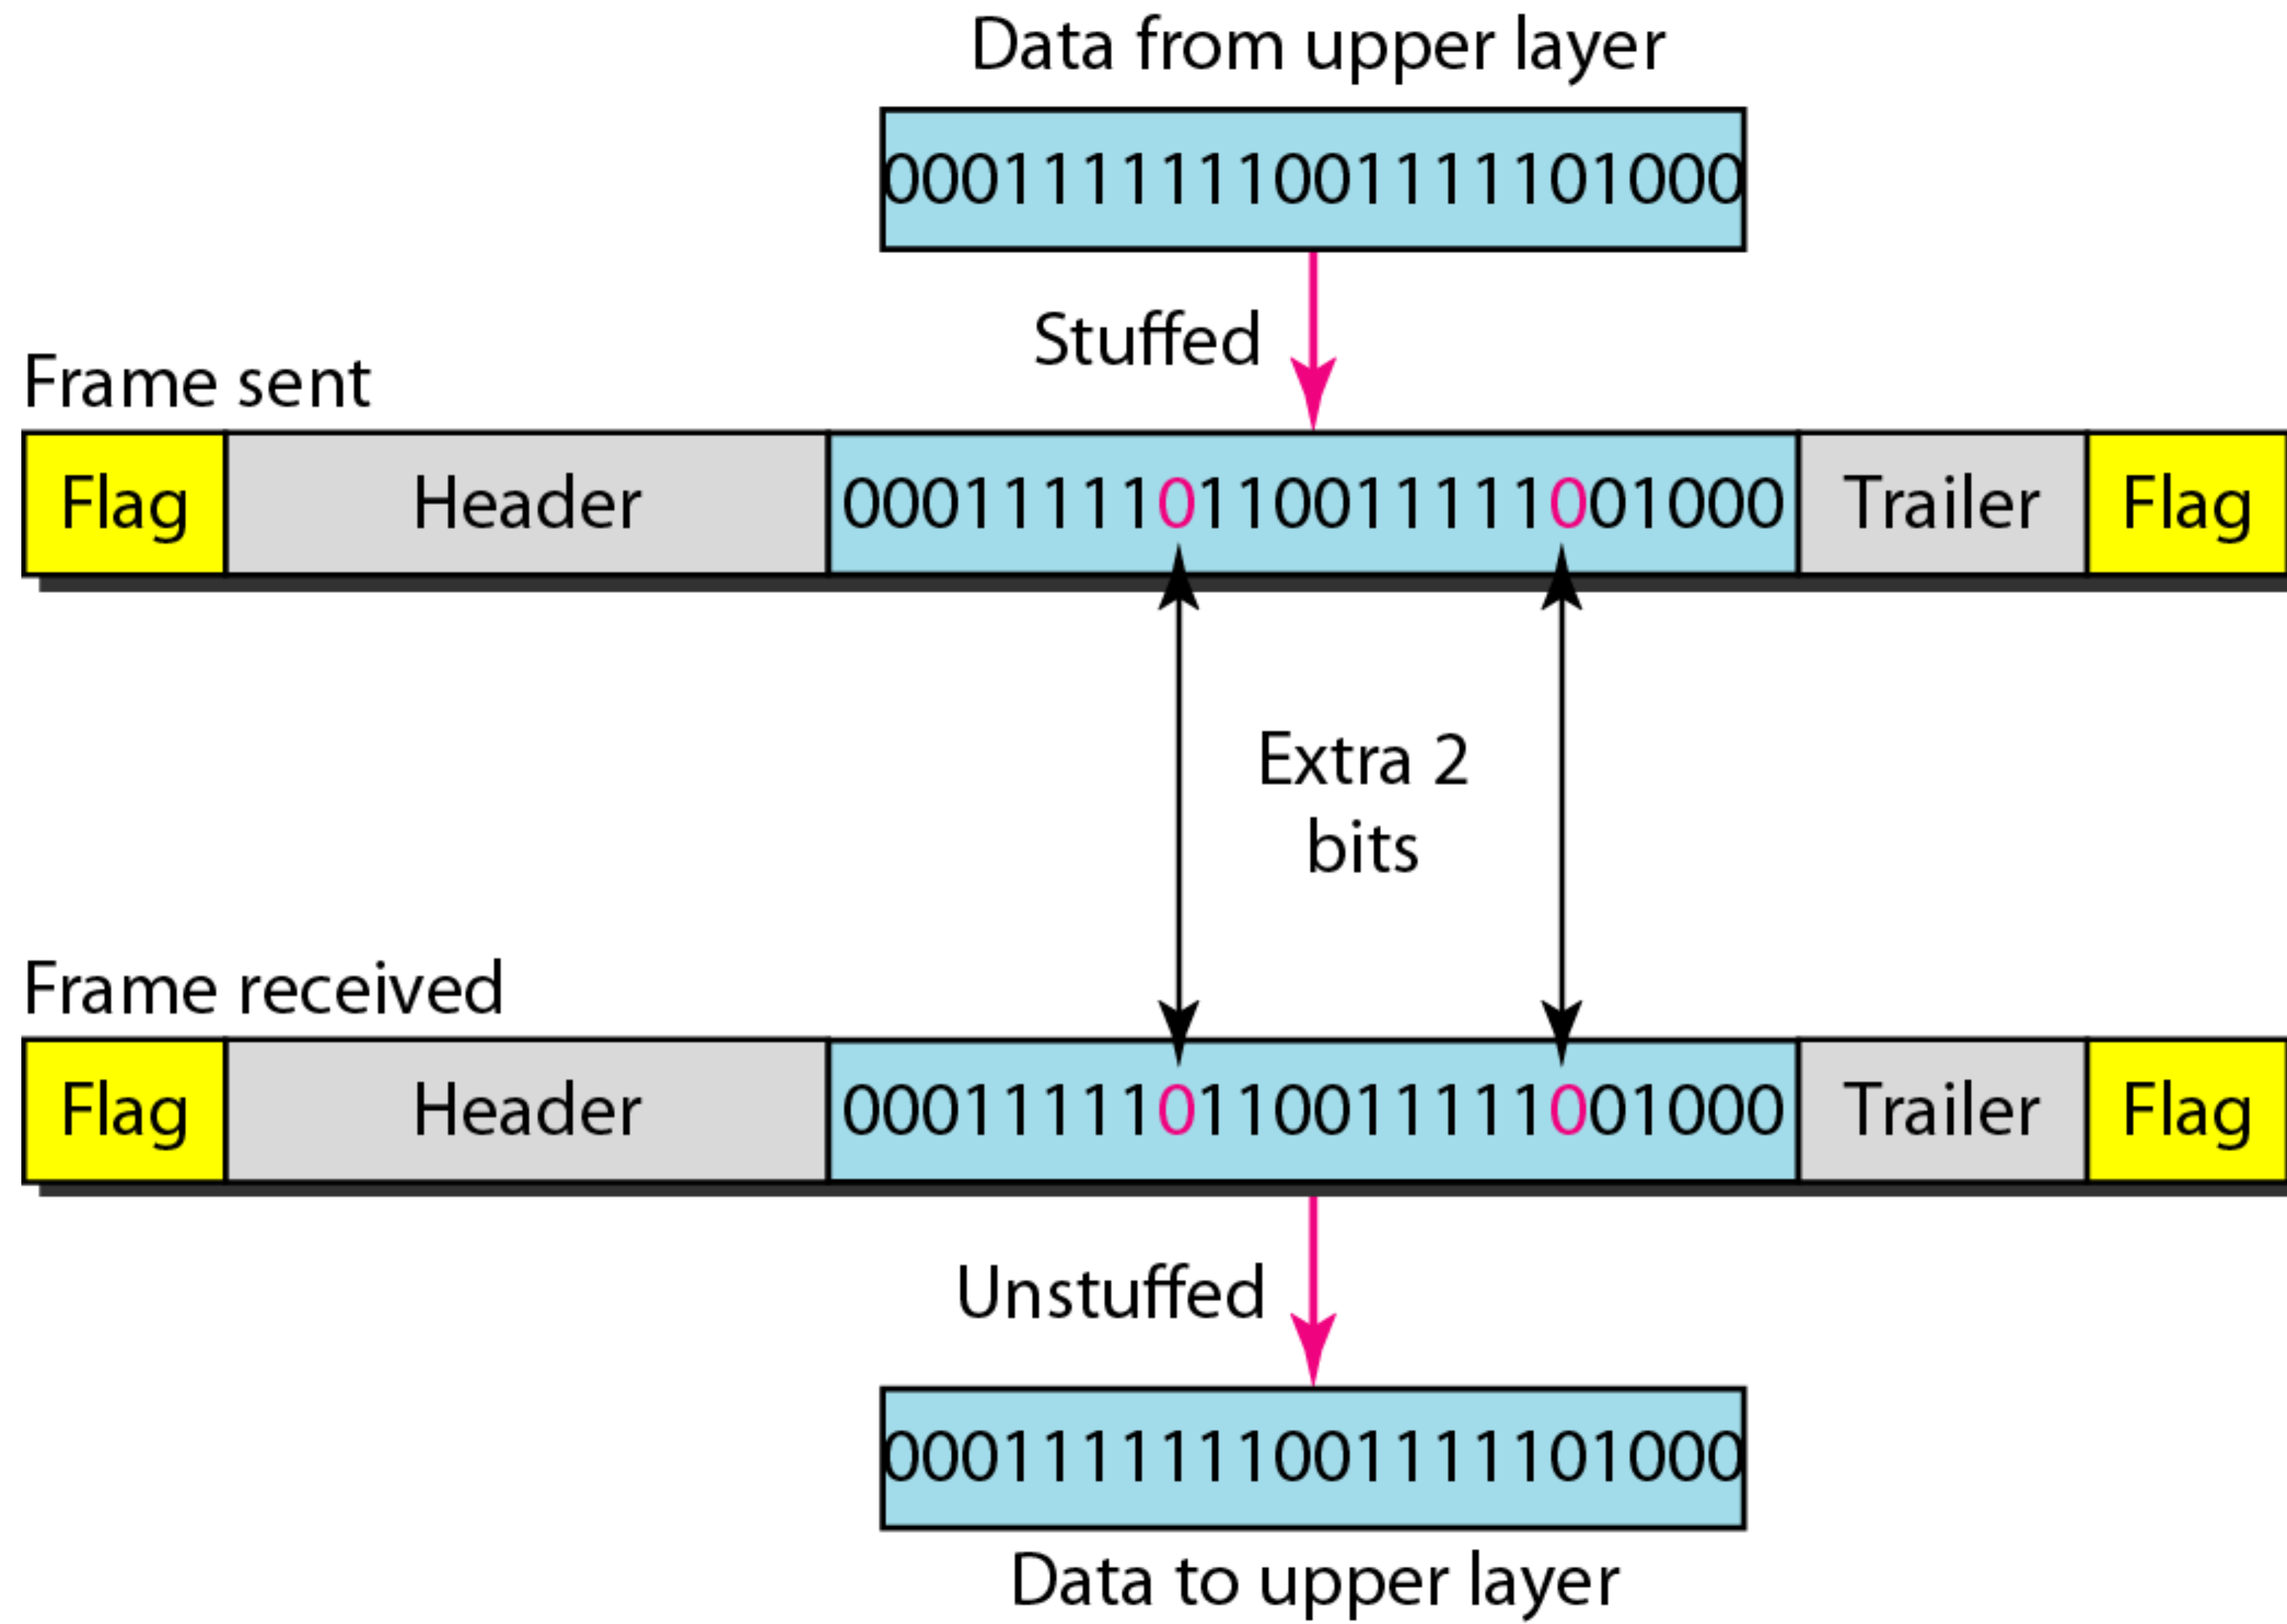 Data from upper layer
0001111111001111101000
Stuffed
Frame sent
Flag Header 000111110110011111001000 Trailer Flag
Extra 2
bits
Frame received
Flag Header 000111110110011111001000 Trailer Flag
Unstuffed
0001111111001111101000
Data to upper layer